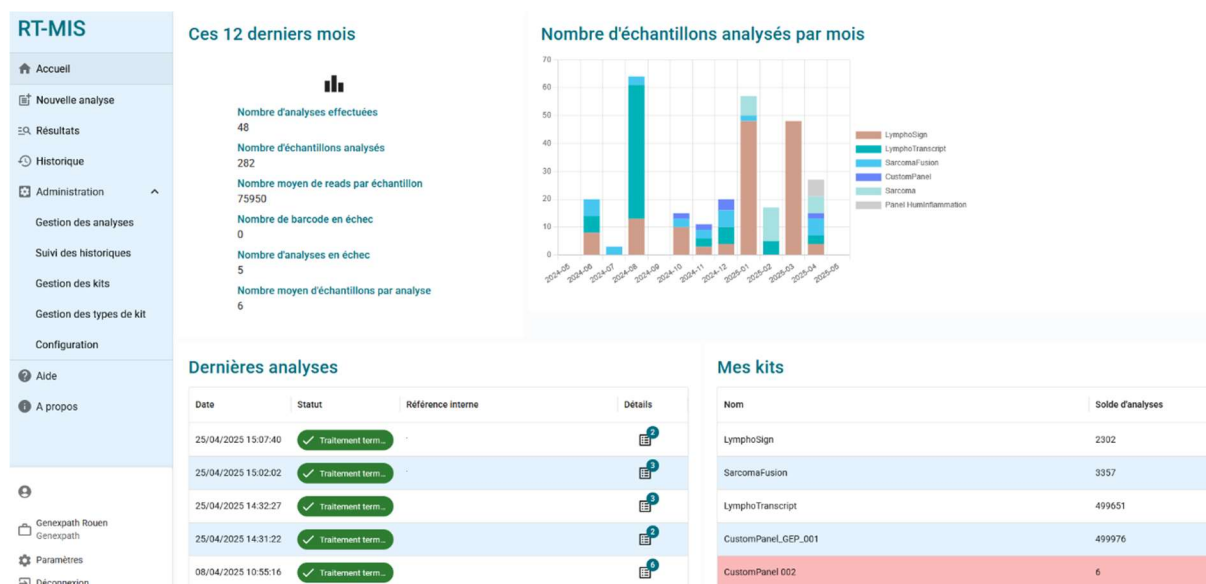 RT-MIS
Accueil
Nouvelle analyse
Résultats
Historique
Administration
Gestion des analyses
Suivi des historiques
Gestion des kits
Gestion des types de kit
Configuration
Aide
A propos
Genexpath Rouen
Genexpath
Paramètres
Déconnexion
Ces 12 derniers mois
Nombre d'analyses effectuées
48
Nombre d'échantillons analysés
282
Nombre moyen de reads par échantillon
75950
Nombre de barcode en échec
0
Nombre d'analyses en échec
5
Nombre moyen d'échantillons par analyse
6
Nombre d'échantillons analysés par mois
70
60
50
40
30
20
10
0
2024-05 2024-06 2024-07 2024-08 2024-09 2024-10 2024-11 2024-12 2025-01 2025-02 2025-03 2025-04 2025-05
LymphoSign
LymphoTranscript
SarcomaFusion
CustomPanel
Sarcoma
Panel Huminflammation
Dernières analyses
Date Statut Référence interne Détails
25/04/2025 15:07:40 Traitement term... - 2
25/04/2025 15:02:02 Traitement term... - 3
25/04/2025 14:32:27 Traitement term... 3
25/04/2025 14:31:22 Traitement term... 2
08/04/2025 10:55:16 Traitement term... 6
Mes kits
Nom Solde d'analyses
LymphoSign 2302
SarcomaFusion 3357
LymphoTranscript 499651
CustomPanel_GEP_001 499976
CustomPanel 002 6